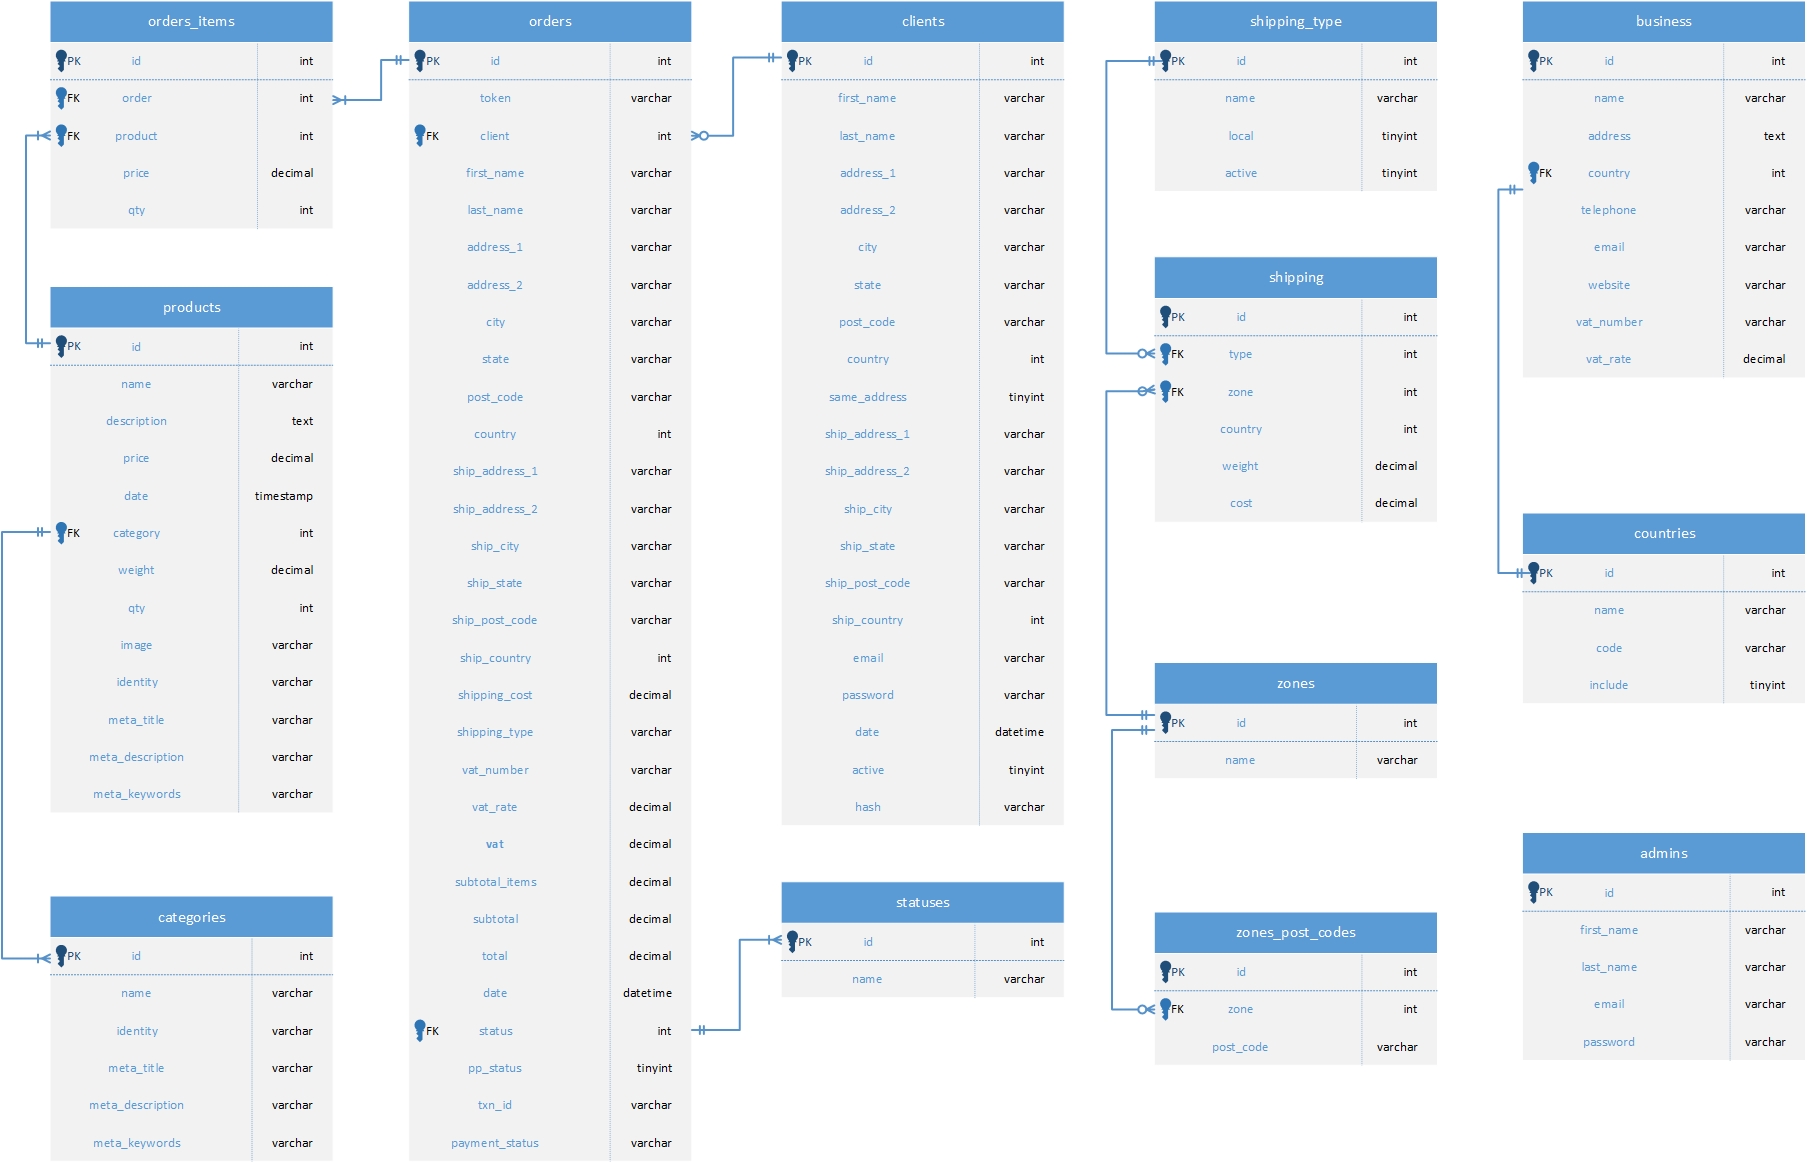 orders_items
PK id int
FK order int
FK product int
price decimal
qty int
products
PK id int
name varchar
description text
price decimal
date timestamp
FK category int
weight decimal
qty int
image varchar
identity varchar
meta_title varchar
meta_description varchar
meta_keywords varchar
categories
PK id int
name varchar
identity varchar
meta_title varchar
meta_description varchar
meta_keywords varchar
orders
PK id int
token varchar
FK client int
first_name varchar
last_name varchar
address_1 varchar
address_2 varchar
city varchar
state varchar
post_code varchar
country int
ship_address_1 varchar
ship_address_2 varchar
ship_city varchar
ship_state varchar
ship_post_code varchar
ship_country int
shipping_cost decimal
shipping_type varchar
vat_number varchar
vat_rate decimal
vat decimal
subtotal_items decimal
subtotal decimal
total decimal
date datetime
FK status int
pp_status tinyint
txn_id varchar
payment_status varchar
clients
PK id int
first_name varchar
last_name varchar
address_1 varchar
address_2 varchar
city varchar
state varchar
post_code varchar
country int
same_address tinyint
ship_address_1 varchar
ship_address_2 varchar
ship_city varchar
ship_state varchar
ship_post_code varchar
ship_country int
email varchar
password varchar
date datetime
active tinyint
hash varchar
statuses
PK id int
name varchar
shipping_type
PK id int
name varchar
local tinyint
active tinyint
shipping
PK id int
FK type int
FK zone int
country int
weight decimal
cost decimal
zones
PK id int
name varchar
zones_post_codes
PK id int
FK zone int
post_code varchar
business
PK id int
name varchar
address text
FK country int
telephone varchar
email varchar
website varchar
vat_number varchar
vat_rate decimal
countries
PK id int
name varchar
code varchar
include tinyint
admins
PK id int
first_name varchar
last_name varchar
email varchar
password varchar